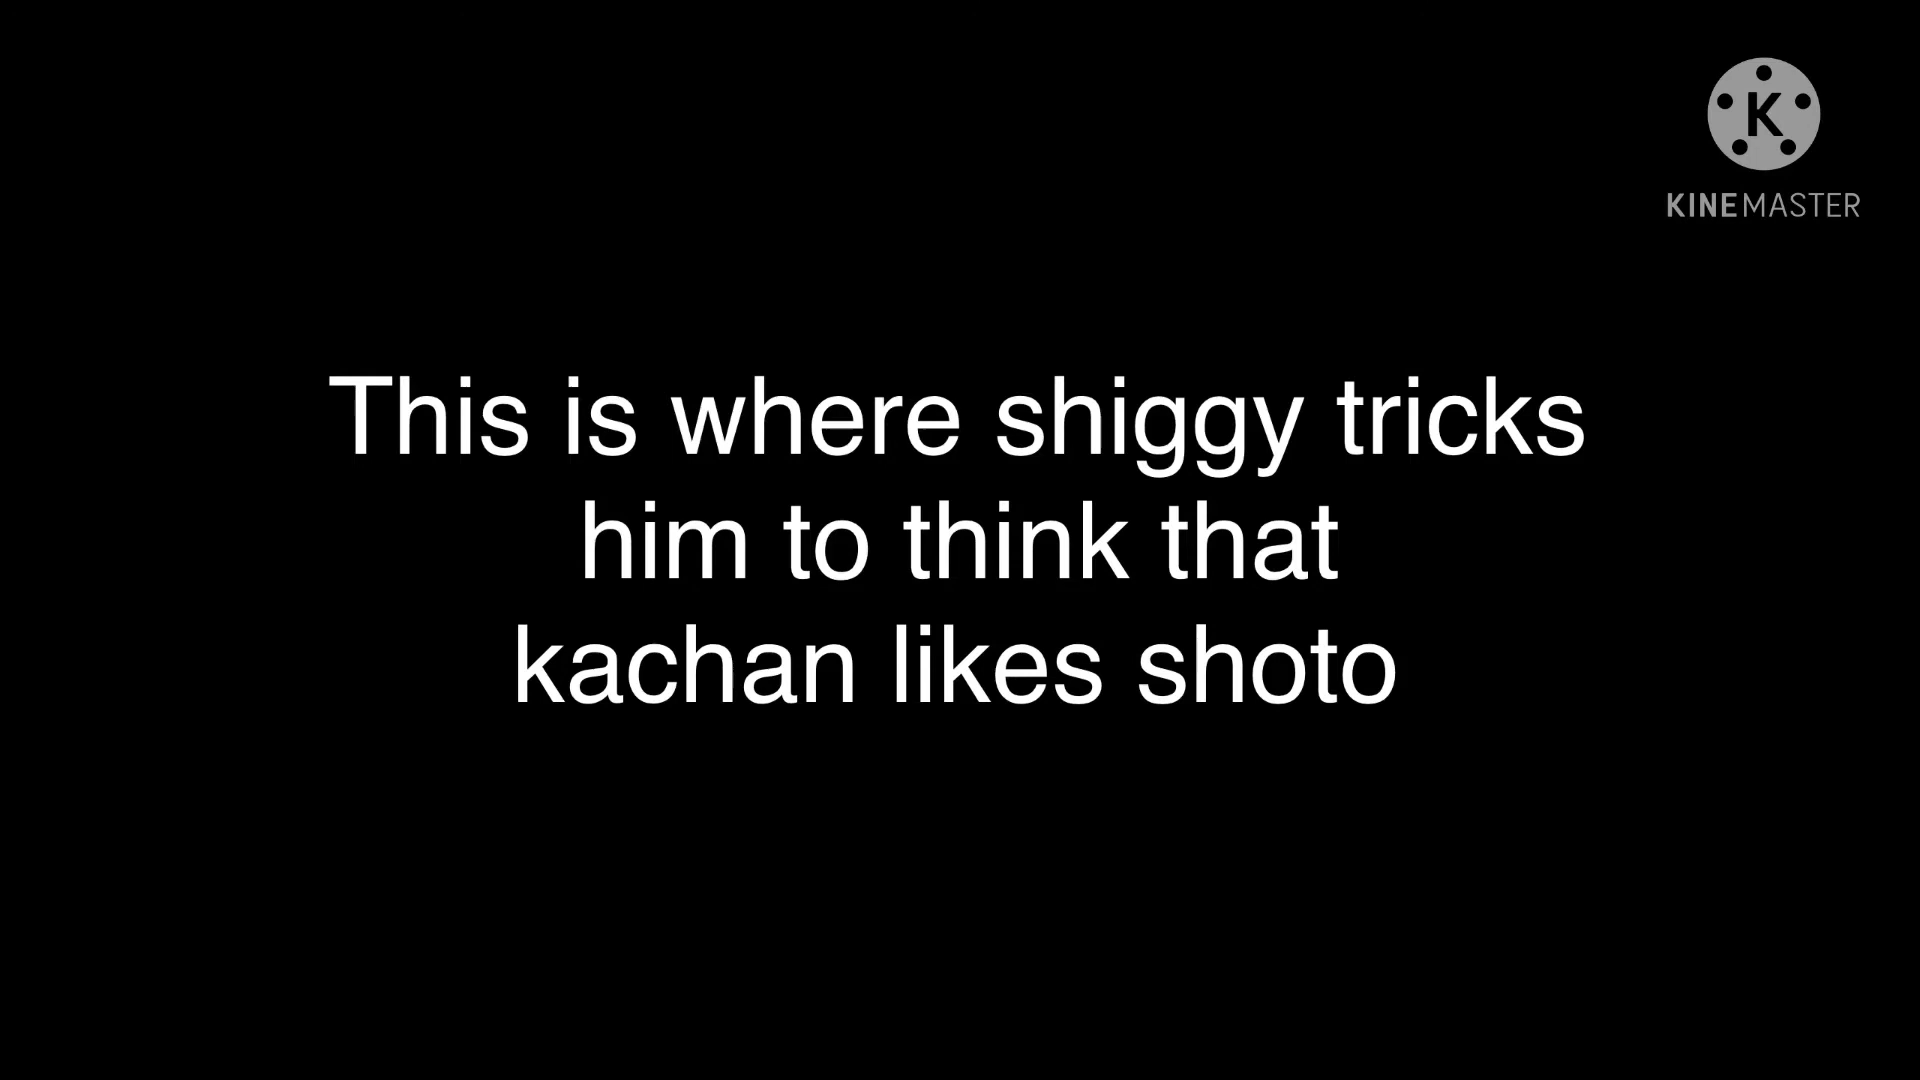 K
KINEMASTER
This is where shiggy tricks
him to think that
kachan likes shoto